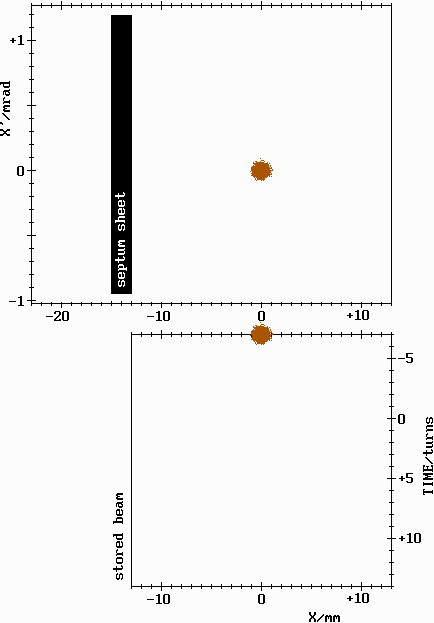 +1
X'/mrad
0
septum sheet
-1
-20
-10
0
+10
-5
0
+5
+10
TIME/turns
stored beam
-10
0
+10
X/mm